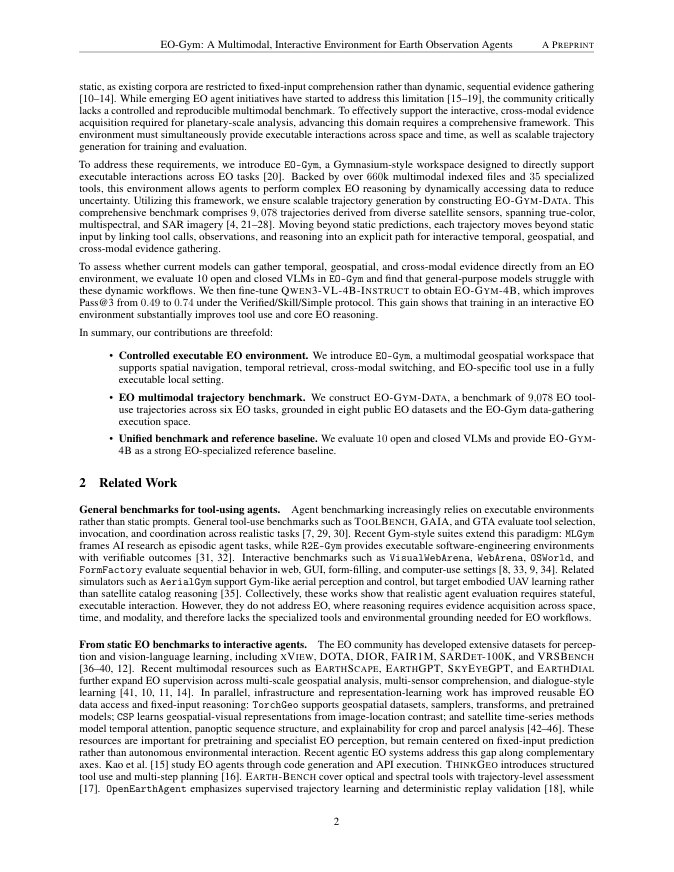 EO-Gym: A Multimodal, Interactive Environment for Earth Observation Agents A PREPRINT
static, as existing corpora are restricted to fixed-input comprehension rather than dynamic, sequential evidence gathering
[10–14]. While emerging EO agent initiatives have started to address this limitation [15–19], the community critically
lacks a controlled and reproducible multimodal benchmark. To effectively support the interactive, cross-modal evidence
acquisition required for planetary-scale analysis, advancing this domain requires a comprehensive framework. This
environment must simultaneously provide executable interactions across space and time, as well as scalable trajectory
generation for training and evaluation.
To address these requirements, we introduce EO-Gym, a Gymnasium-style workspace designed to directly support
executable interactions across EO tasks [20]. Backed by over 660k multimodal indexed files and 35 specialized
tools, this environment allows agents to perform complex EO reasoning by dynamically accessing data to reduce
uncertainty. Utilizing this framework, we ensure scalable trajectory generation by constructing EO-GYM-DATA. This
comprehensive benchmark comprises 9,078 trajectories derived from diverse satellite sensors, spanning true-color,
multispectral, and SAR imagery [4, 21–28]. Moving beyond static predictions, each trajectory moves beyond static
input by linking tool calls, observations, and reasoning into an explicit path for interactive temporal, geospatial, and
cross-modal evidence gathering.
To assess whether current models can gather temporal, geospatial, and cross-modal evidence directly from an EO
environment, we evaluate 10 open and closed VLMs in EO-Gym and find that general-purpose models struggle with
these dynamic workflows. We then fine-tune QWEN3-VL-4B-INSTRUCT to obtain EO-GYM-4B, which improves
Pass@3 from 0.49 to 0.74 under the Verified/Skill/Simple protocol. This gain shows that training in an interactive EO
environment substantially improves tool use and core EO reasoning.
In summary, our contributions are threefold:
• Controlled executable EO environment. We introduce EO-Gym, a multimodal geospatial workspace that
supports spatial navigation, temporal retrieval, cross-modal switching, and EO-specific tool use in a fully
executable local setting.
• EO multimodal trajectory benchmark. We construct EO-GYM-DATA, a benchmark of 9,078 EO tool-
use trajectories across six EO tasks, grounded in eight public EO datasets and the EO-Gym data-gathering
execution space.
• Unified benchmark and reference baseline. We evaluate 10 open and closed VLMs and provide EO-GYM-
4B as a strong EO-specialized reference baseline.
2 Related Work
General benchmarks for tool-using agents. Agent benchmarking increasingly relies on executable environments
rather than static prompts. General tool-use benchmarks such as TOOLBENCH, GAIA, and GTA evaluate tool selection,
invocation, and coordination across realistic tasks [7, 29, 30]. Recent Gym-style suites extend this paradigm: MLGym
frames AI research as episodic agent tasks, while R2E-Gym provides executable software-engineering environments
with verifiable outcomes [31, 32]. Interactive benchmarks such as VisualWebArena, WebArena, OSWorld, and
FormFactory evaluate sequential behavior in web, GUI, form-filling, and computer-use settings [8, 33, 9, 34]. Related
simulators such as AerialGym support Gym-like aerial perception and control, but target embodied UAV learning rather
than satellite catalog reasoning [35]. Collectively, these works show that realistic agent evaluation requires stateful,
executable interaction. However, they do not address EO, where reasoning requires evidence acquisition across space,
time, and modality, and therefore lacks the specialized tools and environmental grounding needed for EO workflows.
From static EO benchmarks to interactive agents. The EO community has developed extensive datasets for percep-
tion and vision-language learning, including XVIEW, DOTA, DIOR, FAIR1M, SARDET-100K, and VRSBENCH
[36–40, 12]. Recent multimodal resources such as EARTHSCAPE, EARTHGPT, SKYEYEGPT, and EARTHDIAL
further expand EO supervision across multi-scale geospatial analysis, multi-sensor comprehension, and dialogue-style
learning [41, 10, 11, 14]. In parallel, infrastructure and representation-learning work has improved reusable EO
data access and fixed-input reasoning: TorchGeo supports geospatial datasets, samplers, transforms, and pretrained
models; CSP learns geospatial-visual representations from image-location contrast; and satellite time-series methods
model temporal attention, panoptic sequence structure, and explainability for crop and parcel analysis [42–46]. These
resources are important for pretraining and specialist EO perception, but remain centered on fixed-input prediction
rather than autonomous environmental interaction. Recent agentic EO systems address this gap along complementary
axes. Kao et al. [15] study EO agents through code generation and API execution. THINKGEO introduces structured
tool use and multi-step planning [16]. EARTH-BENCH cover optical and spectral tools with trajectory-level assessment
[17]. OpenEarthAgent emphasizes supervised trajectory learning and deterministic replay validation [18], while
2